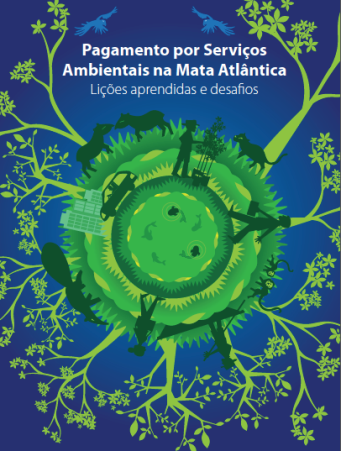 Pagamento por Serviços
Ambientais na Mata Atlântica
Lições aprendidas e desafios